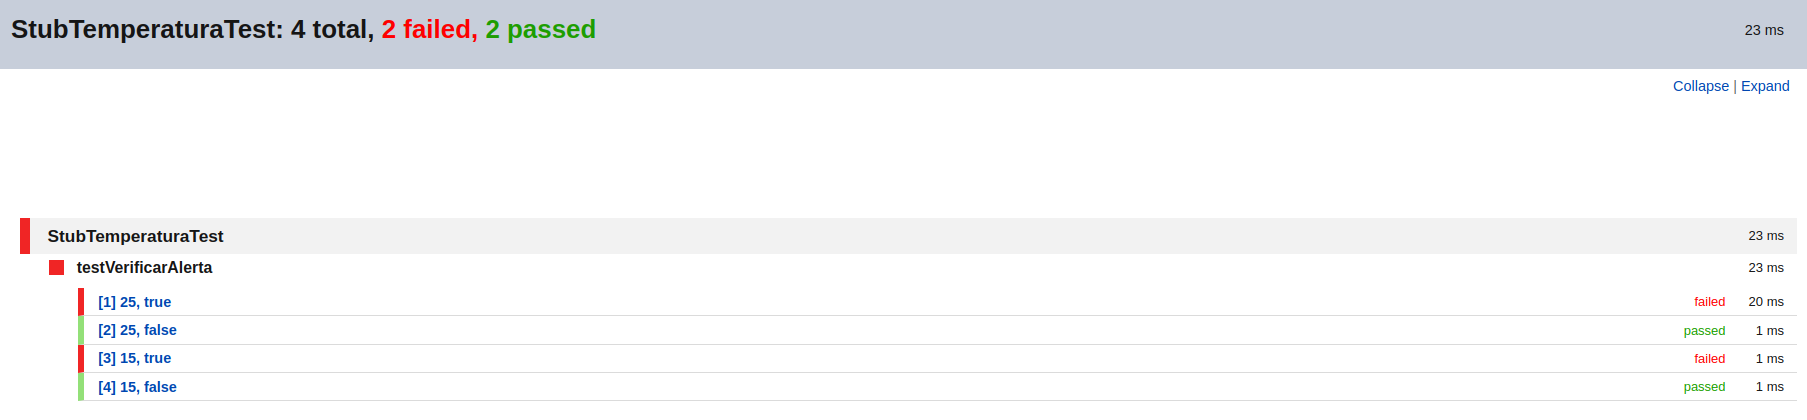 StubTemperaturaTest: 4 total, 2 failed, 2 passed 23 ms
Collapse | Expand
StubTemperaturaTest 23 ms
testVerificarAlerta 23 ms
[1] 25, true failed 20 ms
[2] 25, false passed 1 ms
[3] 15, true failed 1 ms
[4] 15, false passed 1 ms